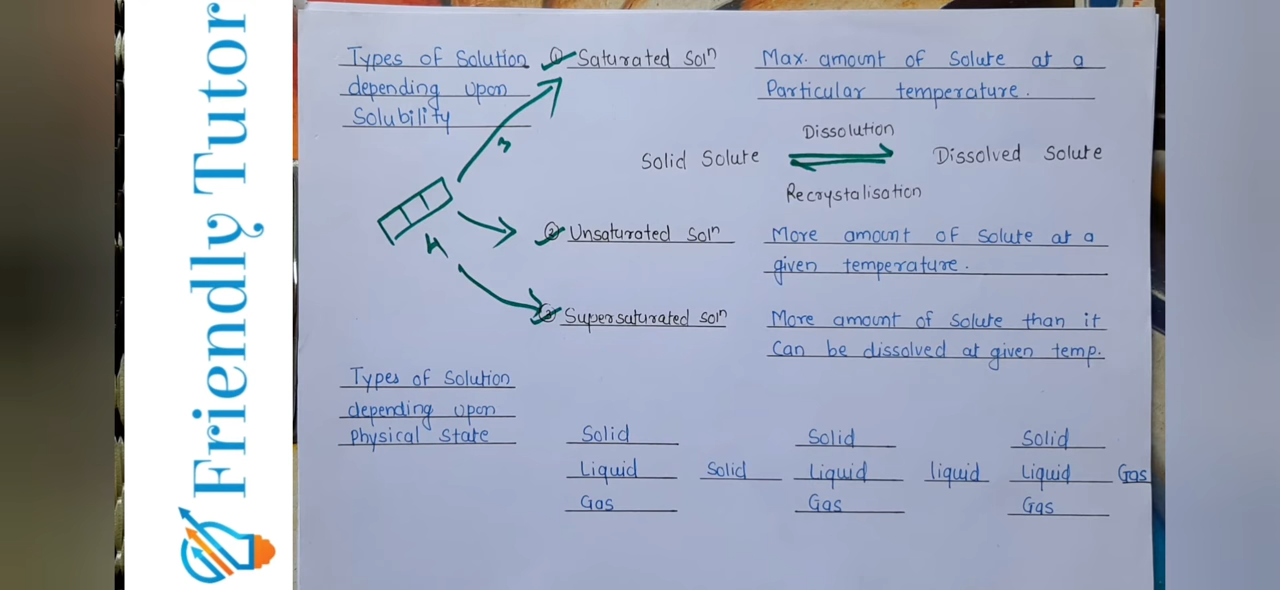 Friendly Tutor
Types of Solution
depending upon
Solubility
① Saturated Solⁿ
Max. amount of Solute at a
Particular temperature.
Dissolution
Solid Solute
Dissolved Solute
Recrystalisation
② Unsaturated Solⁿ
More amount of Solute at a
given temperature.
③ Supersaturated solⁿ
More amount of Solute than it
Can be dissolved at given temp.
Types of Solution
depending upon
Physical State
Solid
Liquid
Gas
Solid
Solid
Liquid
Gas
liquid
Solid
Liquid
Gas
Gas